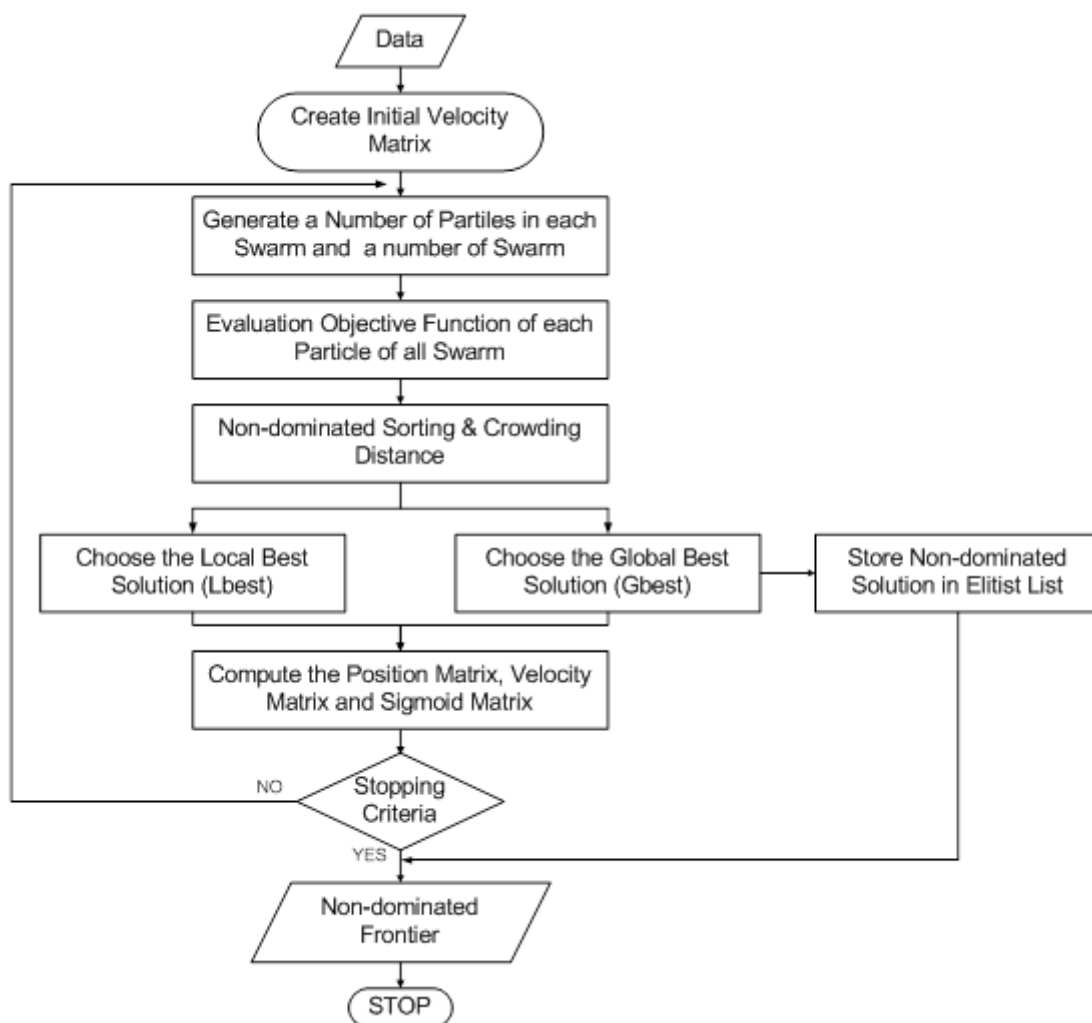 Data
Create Initial Velocity
Matrix
Generate a Number of Partiles in each
Swarm and a number of Swarm
Evaluation Objective Function of each
Particle of all Swarm
Non-dominated Sorting & Crowding
Distance
Choose the Local Best
Solution (Lbest)
Choose the Global Best
Solution (Gbest)
Store Non-dominated
Solution in Elitist List
Compute the Position Matrix, Velocity
Matrix and Sigmoid Matrix
NO
Stopping
Criteria
YES
Non-dominated
Frontier
STOP